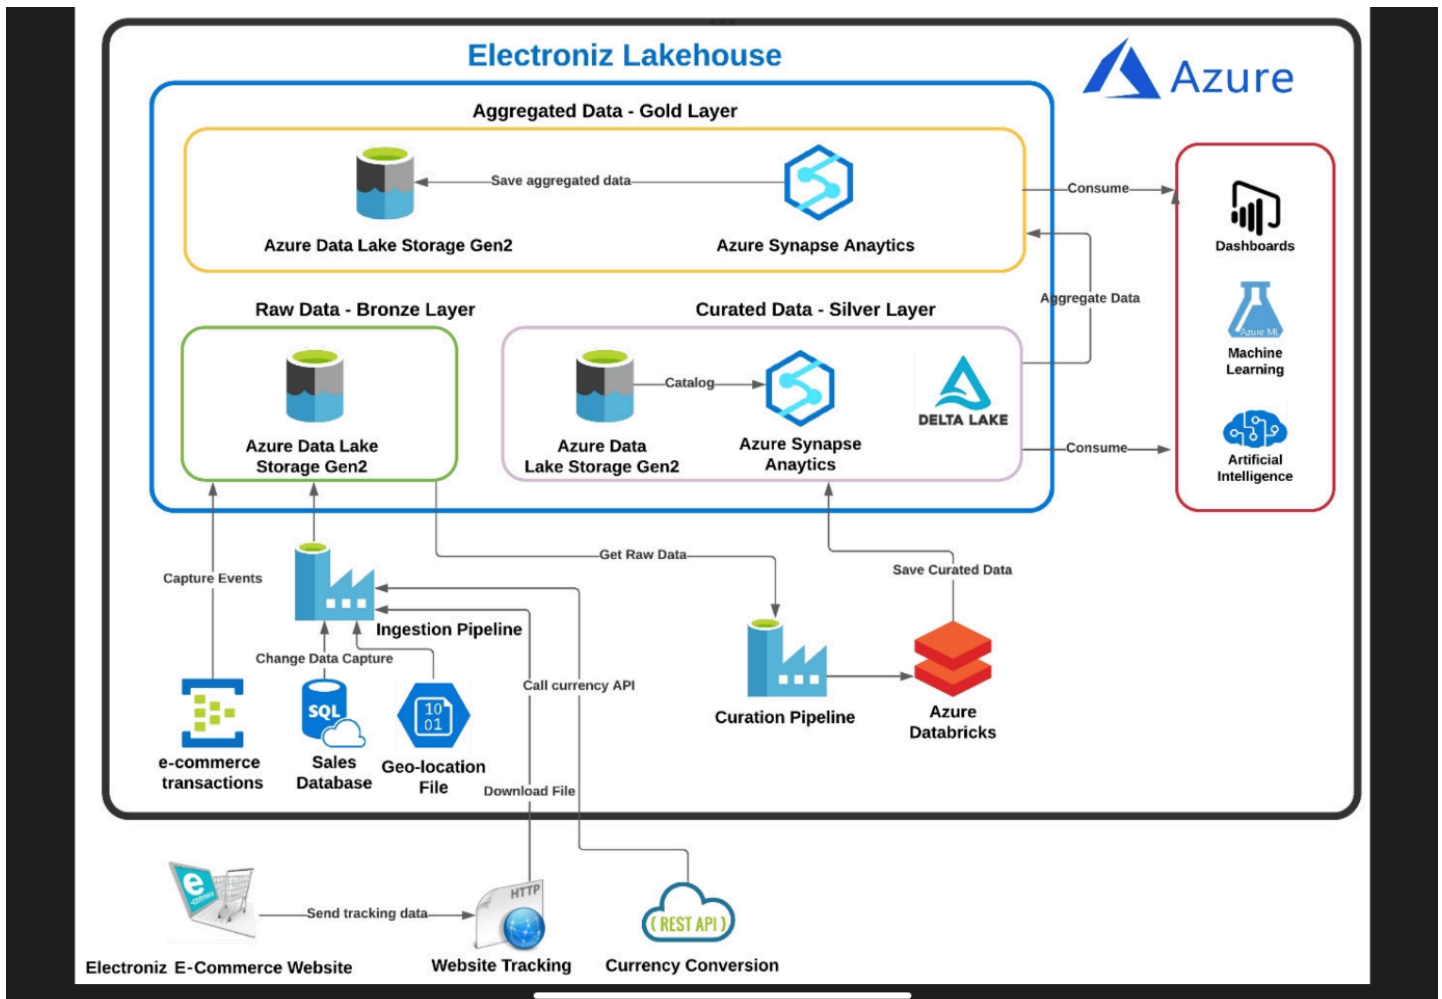 Electroniz Lakehouse
Azure
Aggregated Data - Gold Layer
Save aggregated data
Azure Data Lake Storage Gen2
Azure Synapse Anaytics
Consume
Dashboards
Aggregate Data
Raw Data - Bronze Layer
Curated Data - Silver Layer
Azure ML
Machine
Learning
Catalog
DELTA LAKE
Azure Data Lake
Storage Gen2
Azure Data
Lake Storage Gen2
Azure Synapse
Anaytics
Consume
Artificial
Intelligence
Get Raw Data
Capture Events
Save Curated Data
Ingestion Pipeline
Change Data Capture
Call currency API
SQL
10
01
Curation Pipeline
Azure
Databricks
e-commerce
transactions
Sales
Database
Geo-location
File
Download File
e
HTTP
Send tracking data
{ REST API }
Electroniz E-Commerce Website
Website Tracking
Currency Conversion